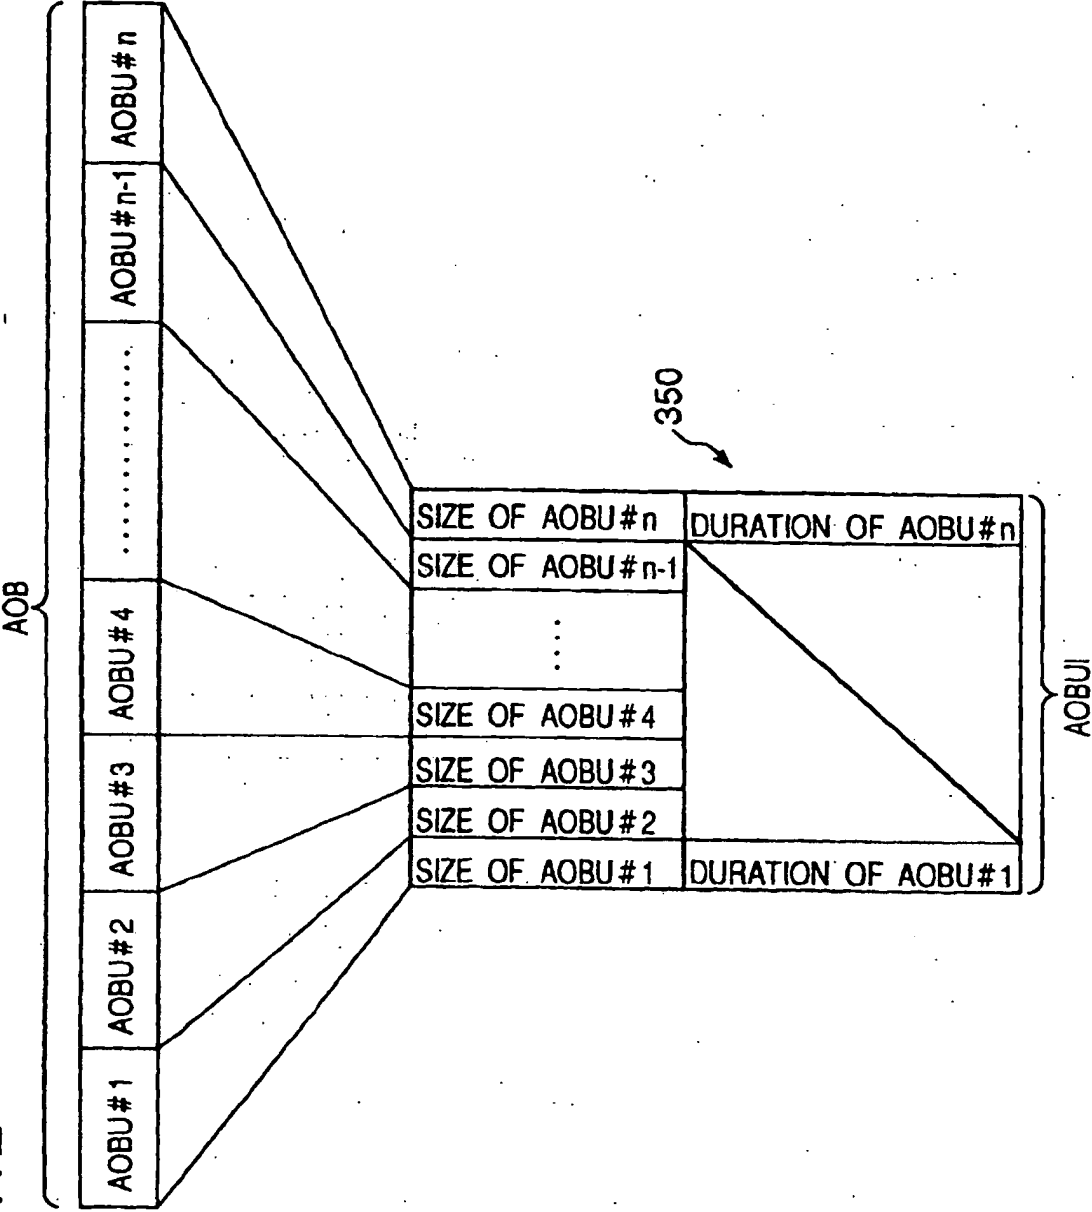 AOB
AOBU#1
AOBU#2
AOBU#3
AOBU#4
............
AOBU#n-1
AOBU#n
SIZE OF AOBU#n
DURATION OF AOBU#n
SIZE OF AOBU#n-1
....
SIZE OF AOBU#4
SIZE OF AOBU#3
SIZE OF AOBU#2
SIZE OF AOBU#1
DURATION OF AOBU#1
350
AOBUI